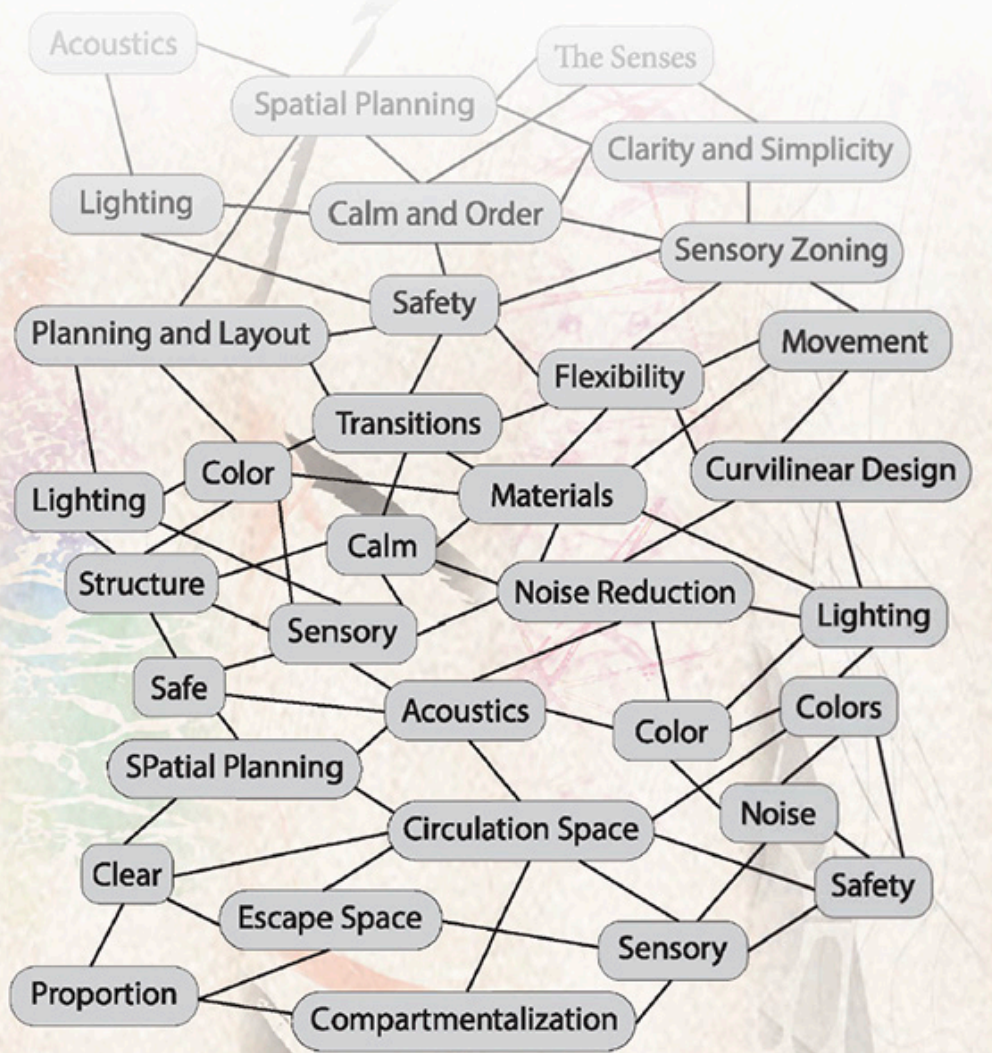 Acoustics
The Senses
Spatial Planning
Clarity and Simplicity
Lighting
Calm and Order
Sensory Zoning
Safety
Planning and Layout
Movement
Flexibility
Transitions
Color
Curvilinear Design
Lighting
Materials
Calm
Structure
Noise Reduction
Lighting
Sensory
Safe
Acoustics
Colors
Color
SPatial Planning
Noise
Circulation Space
Clear
Safety
Escape Space
Sensory
Proportion
Compartmentalization